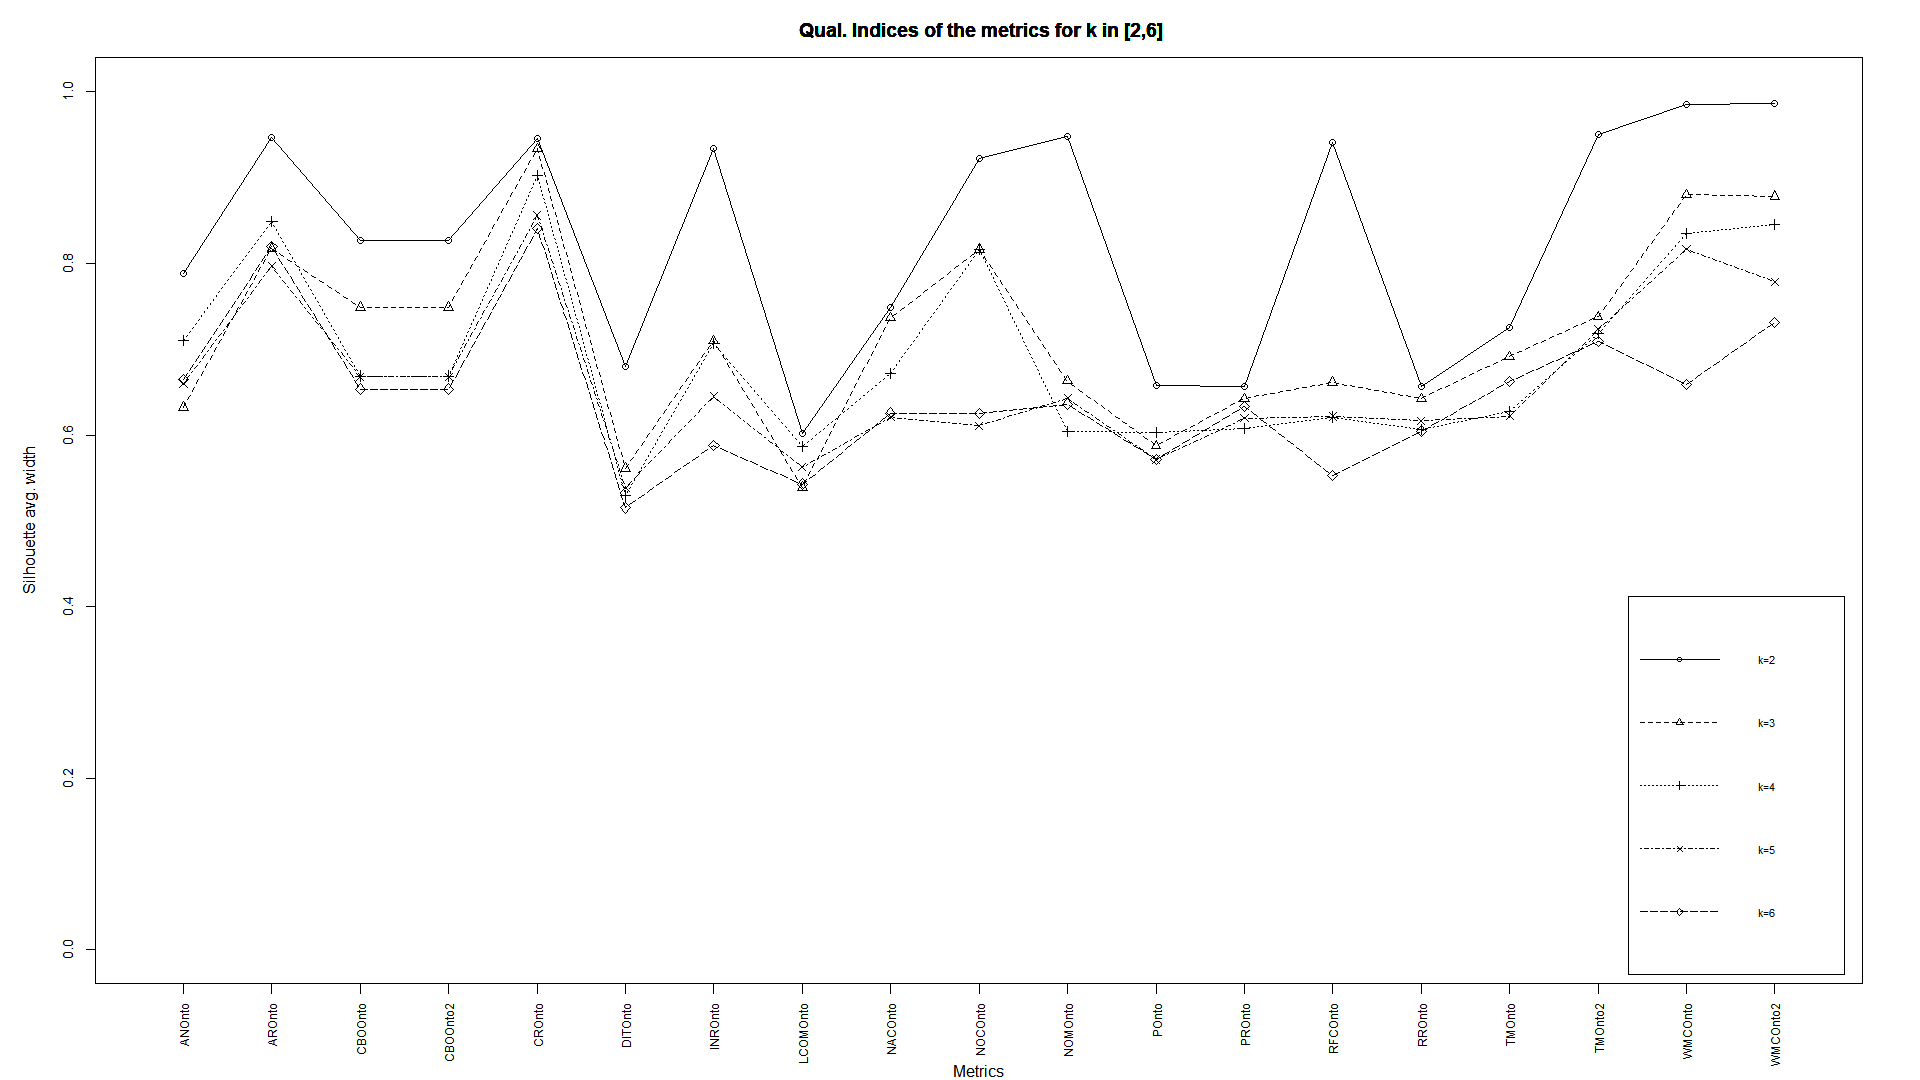 Qual. Indices of the metrics for k in [2,6]
Silhouette avg. width
1.0
0.8
0.6
0.4
0.2
0.0
k=2
k=3
k=4
k=5
k=6
ANOnto
AROnto
CBOOnto
CBOOnto2
CROnto
DITOnto
INROnto
LCOMOnto
NACOnto
NOCOnto
NOMOnto
POnto
PROnto
RFCOnto
RROnto
TMOnto
TMOnto2
WMCOnto
WMCOnto2
Metrics